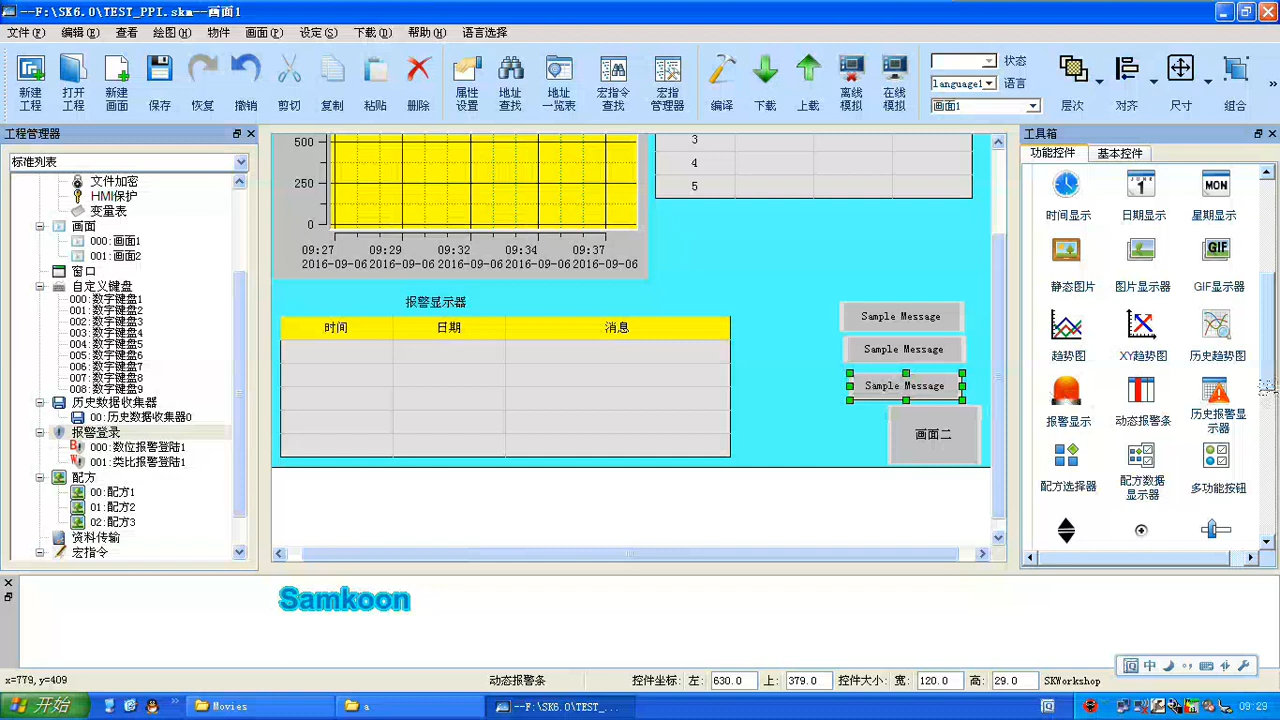 --F:\SK6.0\TEST_PPI.skm--画面1
文件(F) 编辑(E) 查看 绘图(H) 物件 画面(P) 设定(S) 下载(D) 帮助(H) 语言选择
新建工程 打开工程 新建画面 保存 恢复 撤销 剪切 复制 粘贴 删除 属性设置 地址查找 地址一览表 宏指令查找 宏指管理器 编译 下载 上载 离线模拟 在线模拟 状态 language1 语言 画面1 层次 对齐 尺寸 组合
工程管理器
标准列表
文件加密
HMI保护
变量表
画面
000:画面1
001:画面2
窗口
自定义键盘
000:数字键盘1
001:数字键盘2
002:数字键盘3
003:数字键盘4
004:数字键盘5
005:数字键盘6
006:数字键盘7
007:数字键盘8
008:数字键盘9
历史数据收集器
00:历史数据收集器0
报警登录
000:数位报警登陆1
001:类比报警登陆1
配方
00:配方1
01:配方2
02:配方3
资料传输
宏指令
500
250
0
09:27 09:29 09:32 09:34 09:37
2016-09-06 2016-09-06 2016-09-06 2016-09-06 2016-09-06
3
4
5
报警显示器
时间 日期 消息
Sample Message
Sample Message
Sample Message
画面二
工具箱
功能控件 基本控件
时间显示 日期显示 星期显示
静态图片 图片显示器 GIF显示器
趋势图 XY趋势图 历史趋势图
报警显示 动态报警条 历史报警显示器
配方选择器 配方数据显示器 多功能按钮
Samkoon
x=779, y=409 动态报警条 控件坐标: 左: 630.0 上: 379.0 控件大小: 宽: 120.0 高: 29.0 SKWorkshop
中
开始 Movies a --F:\SK6.0\TEST_... 09:29